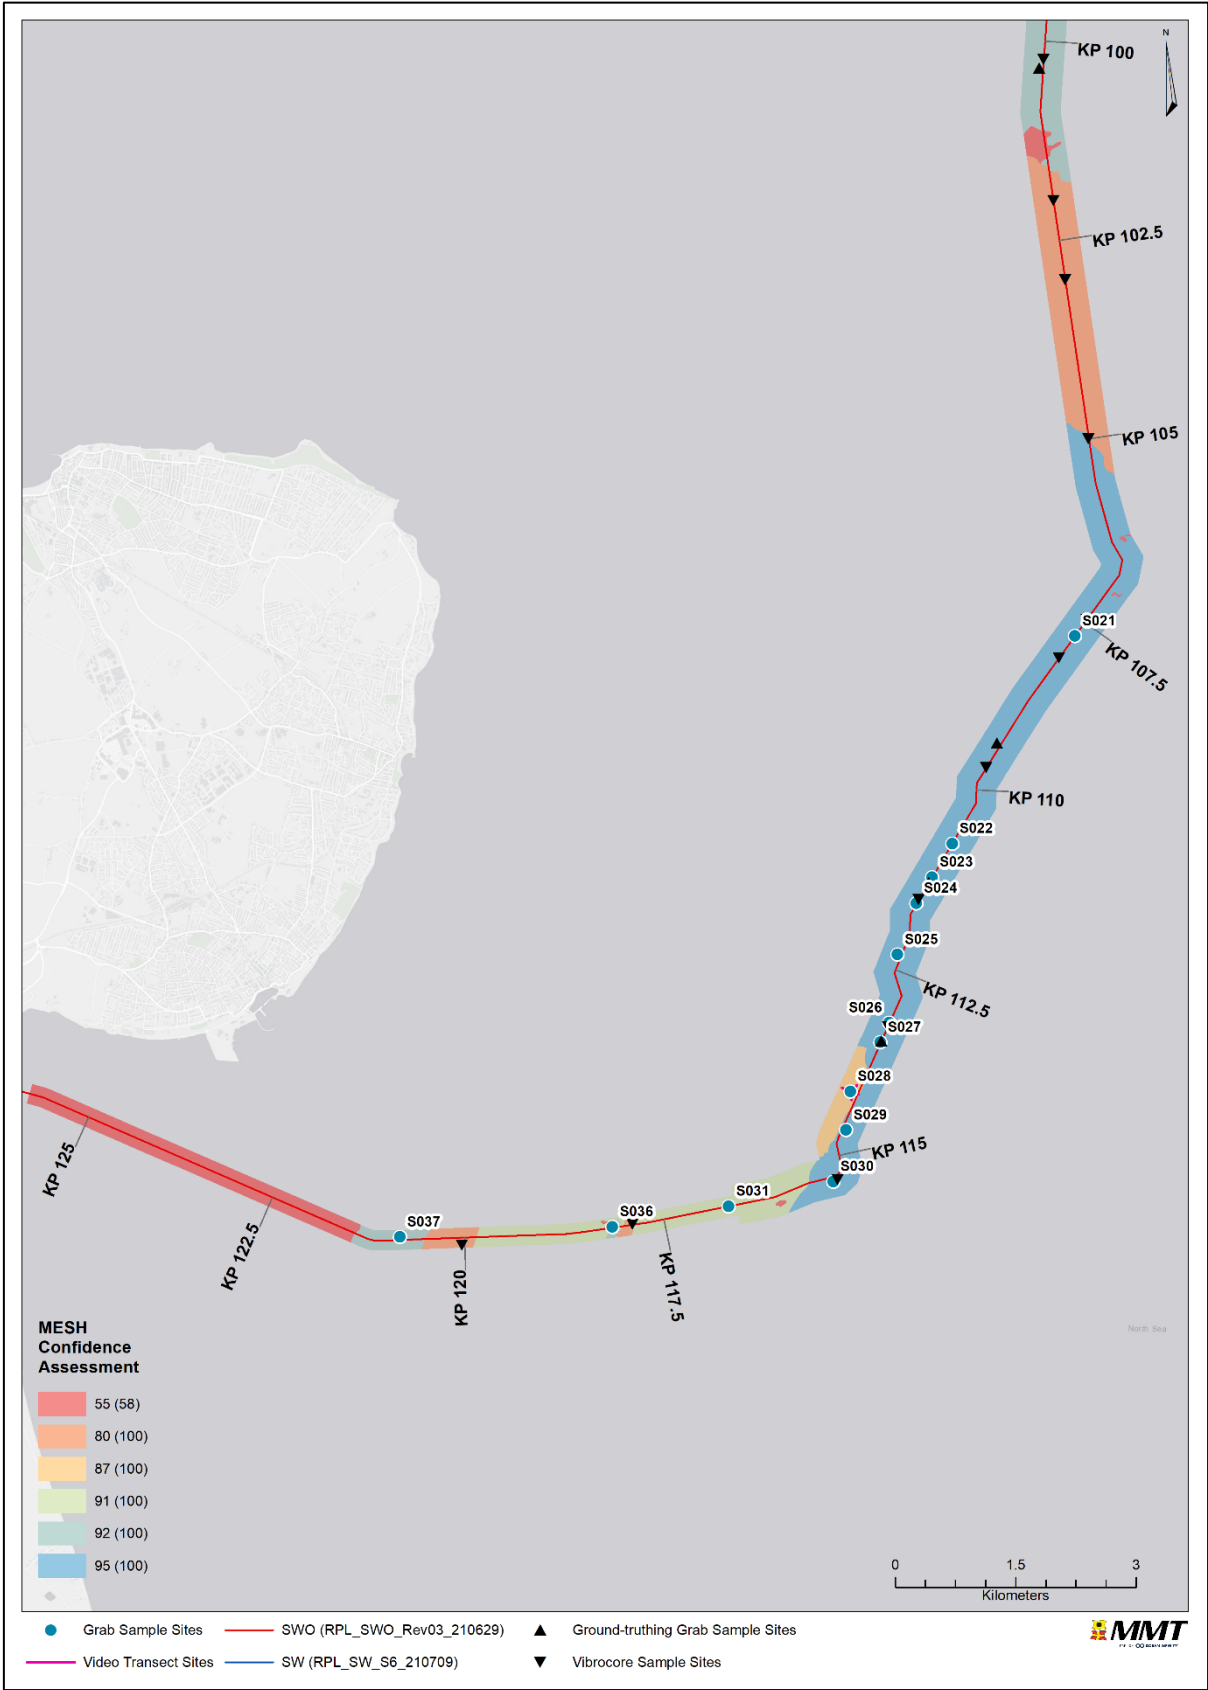 N
KP 100
KP 102.5
KP 105
S021
KP 107.5
KP 110
S022
S023
S024
S025
KP 112.5
S026
S027
S028
S029
KP 115
S030
S031
S036
S037
KP 117.5
KP 120
KP 122.5
KP 125
North Sea
MESH
Confidence
Assessment
55 (58)
80 (100)
87 (100)
91 (100)
92 (100)
95 (100)
0 1.5 3
Kilometers
Grab Sample Sites
SWO (RPL_SWO_Rev03_210629)
Ground-truthing Grab Sample Sites
Video Transect Sites
SW (RPL_SW_S6_210709)
Vibrocore Sample Sites
MMT